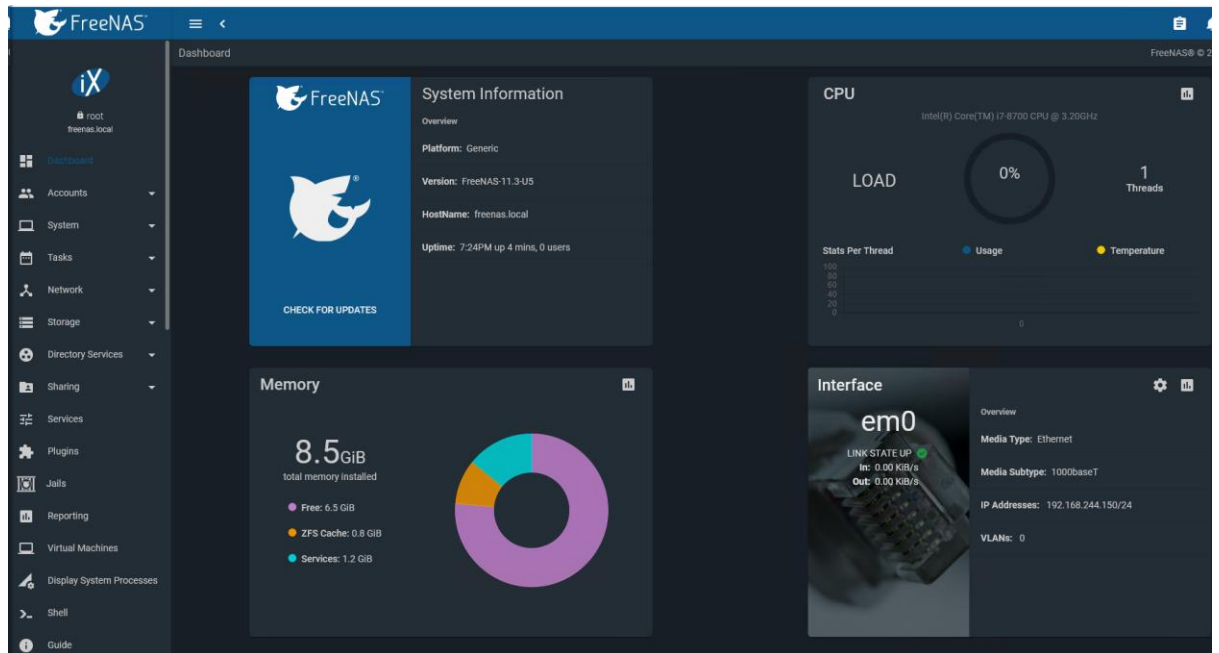 FreeNAS®
Dashboard
FreeNAS® © 2
iX
root
freenas.local
Dashboard
Accounts
System
Tasks
Network
Storage
Directory Services
Sharing
Services
Plugins
Jails
Reporting
Virtual Machines
Display System Processes
Shell
Guide
FreeNAS®
CHECK FOR UPDATES
System Information
Overview
Platform: Generic
Version: FreeNAS-11.3-U5
HostName: freenas.local
Uptime: 7:24PM up 4 mins, 0 users
CPU
Intel(R) Core(TM) i7-8700 CPU @ 3.20GHz
LOAD
0%
1
Threads
Stats Per Thread
Usage
Temperature
100
80
60
40
20
0
0
Memory
8.5GiB
total memory installed
Free: 6.5 GiB
ZFS Cache: 0.8 GiB
Services: 1.2 GiB
Interface
em0
LINK STATE UP
In: 0.00 KiB/s
Out: 0.00 KiB/s
Overview
Media Type: Ethernet
Media Subtype: 1000baseT
IP Addresses: 192.168.244.150/24
VLANs: 0